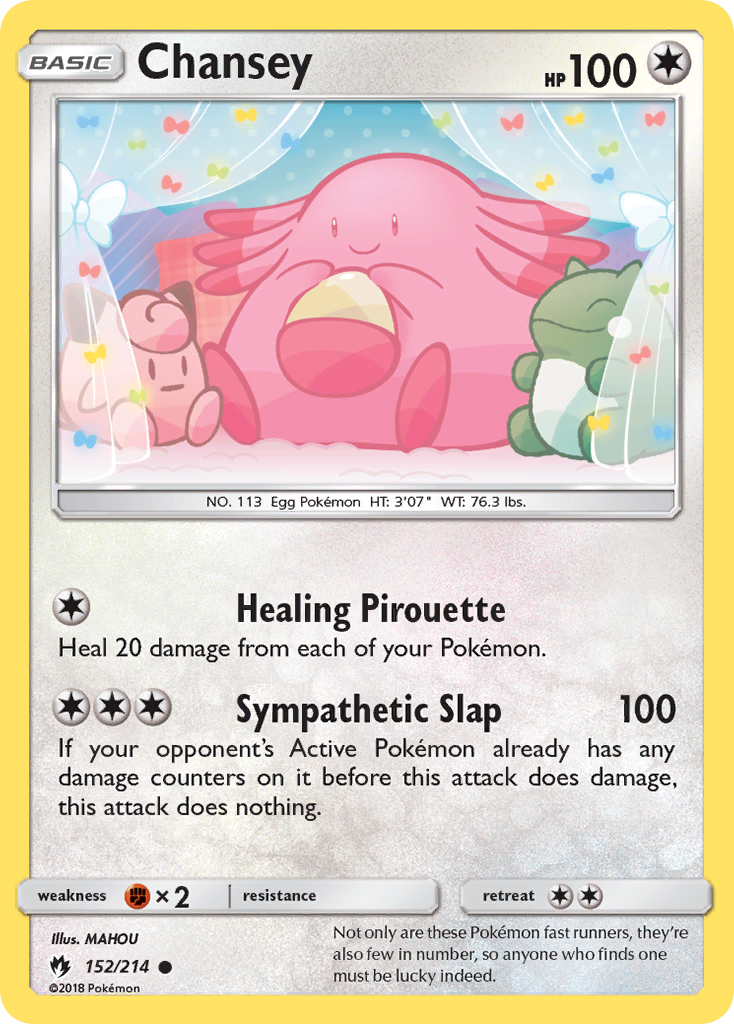 BASIC
Chansey
HP 100
NO. 113 Egg Pokémon HT: 3'07" WT: 76.3 lbs.
Healing Pirouette
Heal 20 damage from each of your Pokémon.
Sympathetic Slap 100
If your opponent's Active Pokémon already has any
damage counters on it before this attack does damage,
this attack does nothing.
weakness ×2 resistance retreat
Illus. MAHOU
152/214
©2018 Pokémon
Not only are these Pokémon fast runners, they're
also few in number, so anyone who finds one
must be lucky indeed.